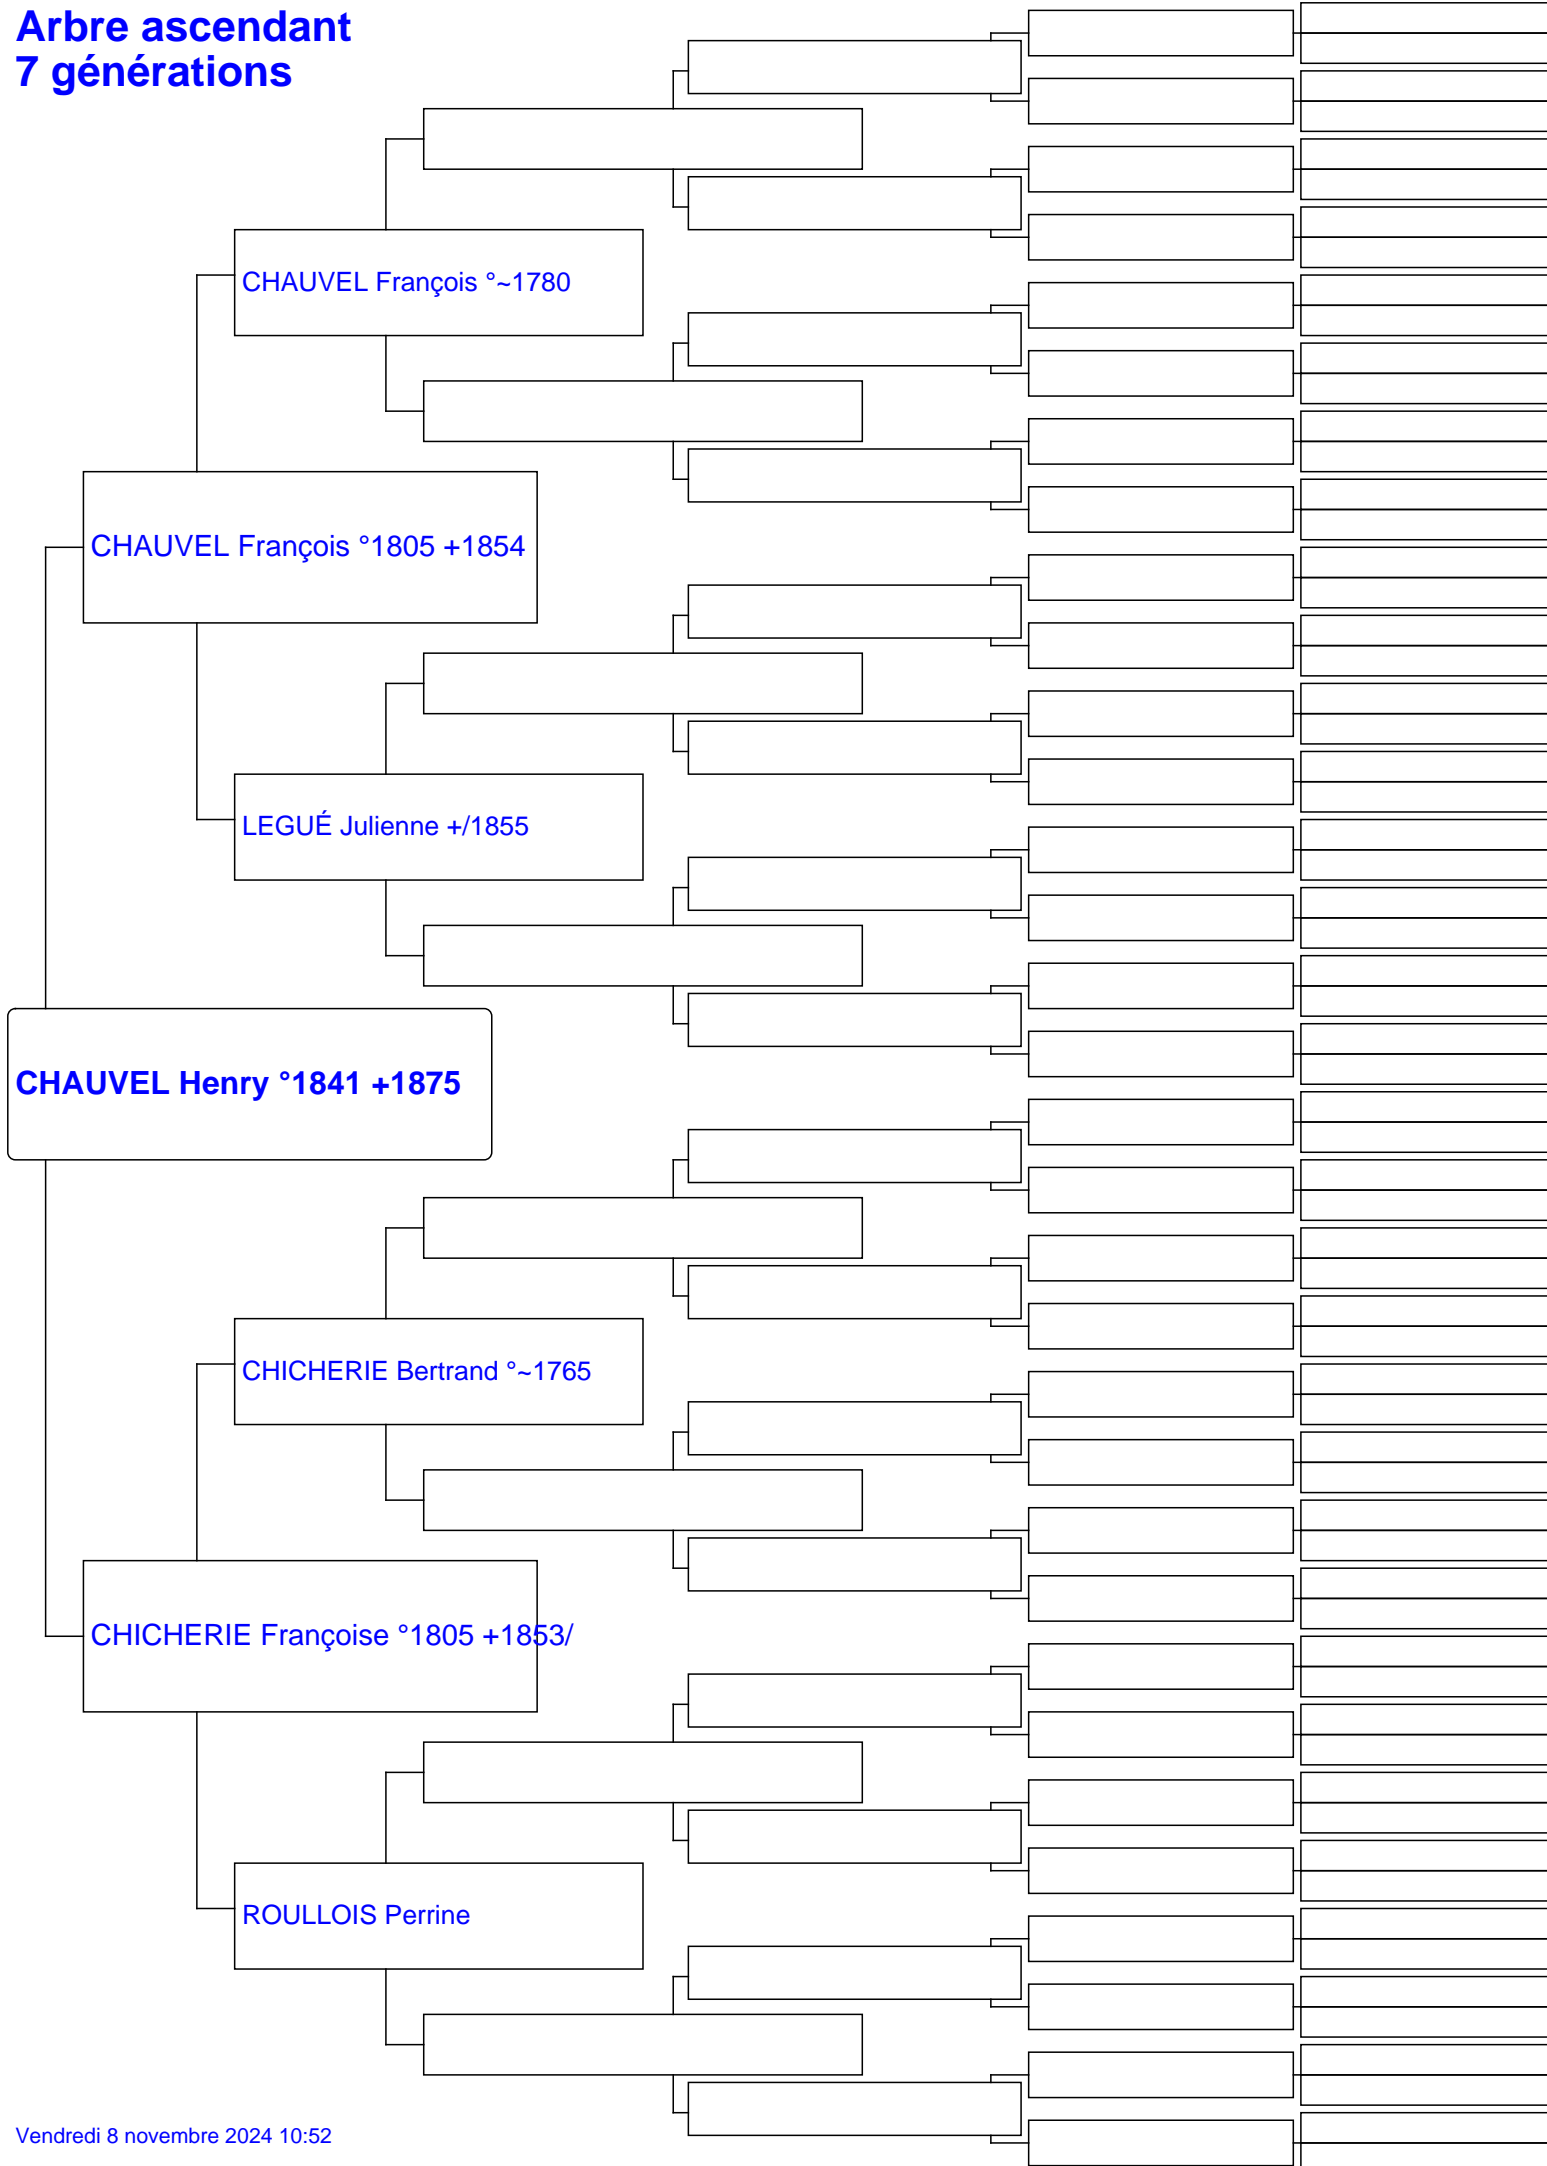 Arbre ascendant
7 générations
CHAUVEL François °~1780
CHAUVEL François °1805 +1854
LEGUÉ Julienne +/1855
CHAUVEL Henry °1841 +1875
CHICHERIE Bertrand °~1765
CHICHERIE Françoise °1805 +1853/
ROULLOIS Perrine
Vendredi 8 novembre 2024 10:52